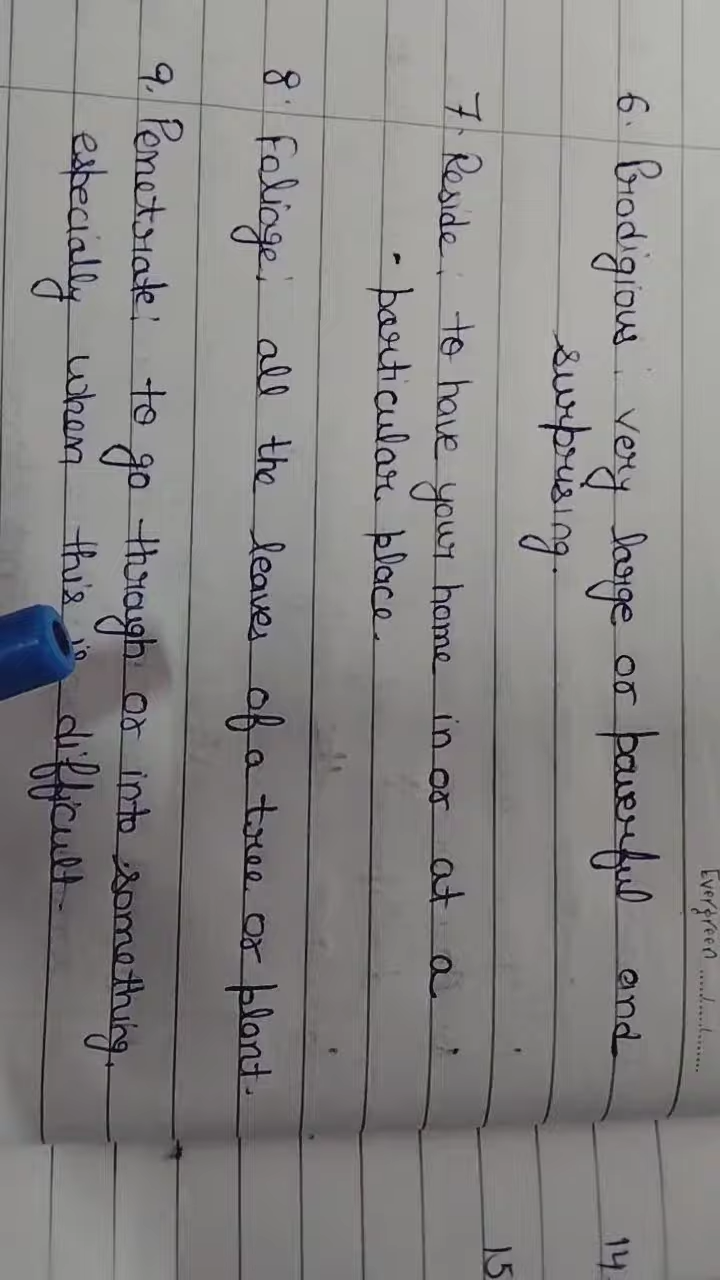 Evergreen ......./......./.......
6. Prodigious; very large or powerful and
surprising.
7. Reside; to have your home in or at a
particular place.
8. Foliage; all the leaves of a tree or plant.
9. Penetrate; to go through or into something,
especially when this is difficult.
14
15